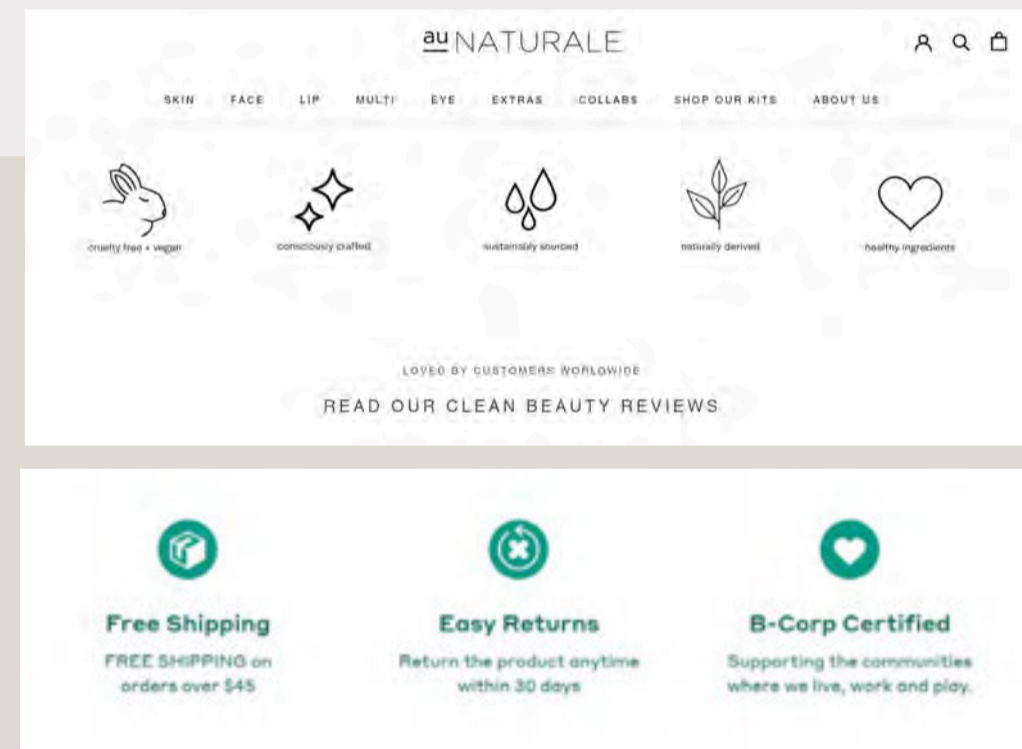 au NATURALE
SKIN FACE LIP MULTI EYE EXTRAS COLLABS SHOP OUR KITS ABOUT US
cruelty free + vegan consciously crafted sustainably sourced naturally derived healthy ingredients
LOVED BY CUSTOMERS WORLDWIDE
READ OUR CLEAN BEAUTY REVIEWS
Free Shipping Easy Returns B-Corp Certified
FREE SHIPPING on Return the product anytime Supporting the communities
orders over $45 within 30 days where we live, work and play.